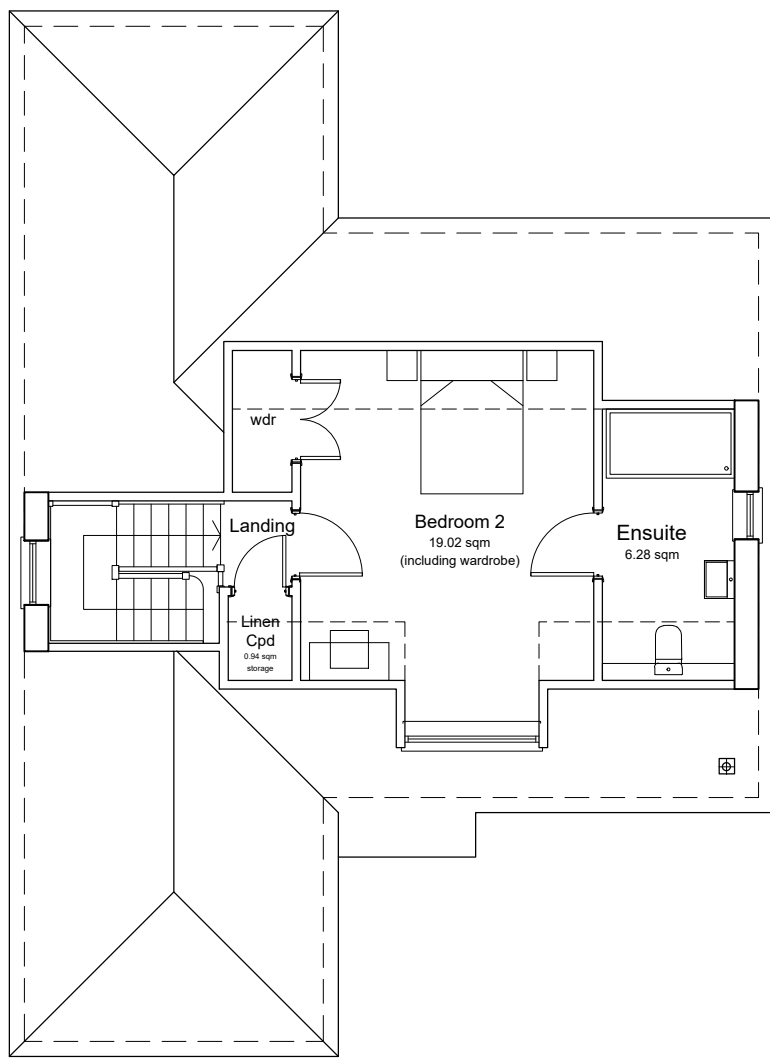 wdr
Landing
Bedroom 2
19.02 sqm
(including wardrobe)
Ensuite
6.28 sqm
Linen
Cpd
0.94 sqm
storage